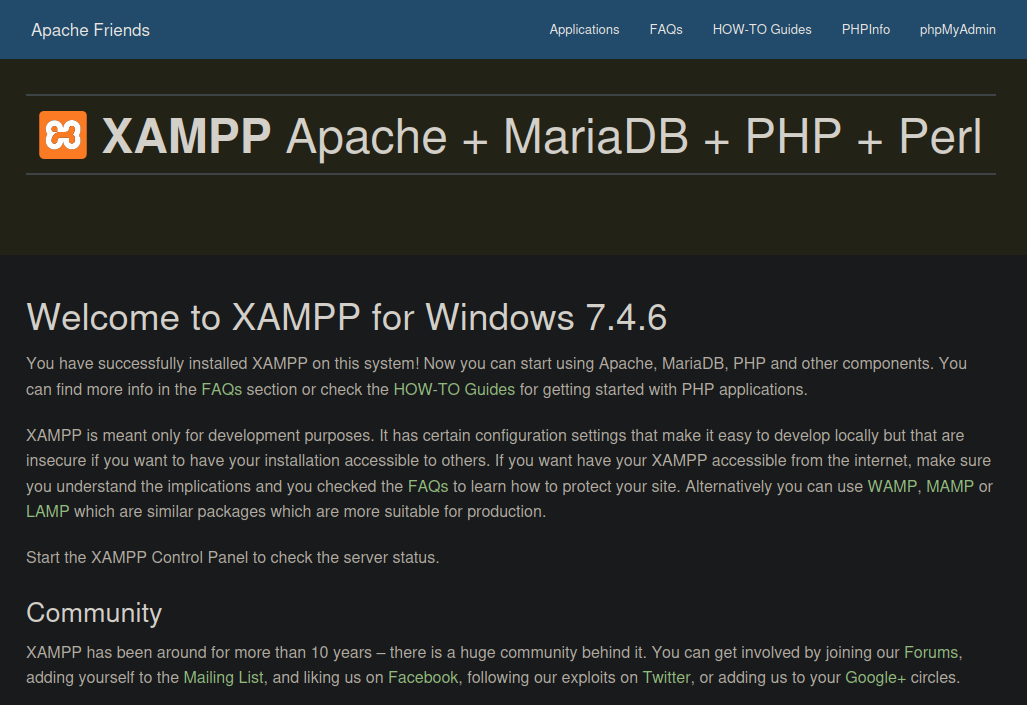 Apache Friends
Applications FAQs HOW-TO Guides PHPInfo phpMyAdmin
XAMPP Apache + MariaDB + PHP + Perl
Welcome to XAMPP for Windows 7.4.6
You have successfully installed XAMPP on this system! Now you can start using Apache, MariaDB, PHP and other components. You
can find more info in the FAQs section or check the HOW-TO Guides for getting started with PHP applications.
XAMPP is meant only for development purposes. It has certain configuration settings that make it easy to develop locally but that are
insecure if you want to have your installation accessible to others. If you want have your XAMPP accessible from the internet, make sure
you understand the implications and you checked the FAQs to learn how to protect your site. Alternatively you can use WAMP, MAMP or
LAMP which are similar packages which are more suitable for production.
Start the XAMPP Control Panel to check the server status.
Community
XAMPP has been around for more than 10 years – there is a huge community behind it. You can get involved by joining our Forums,
adding yourself to the Mailing List, and liking us on Facebook, following our exploits on Twitter, or adding us to your Google+ circles.